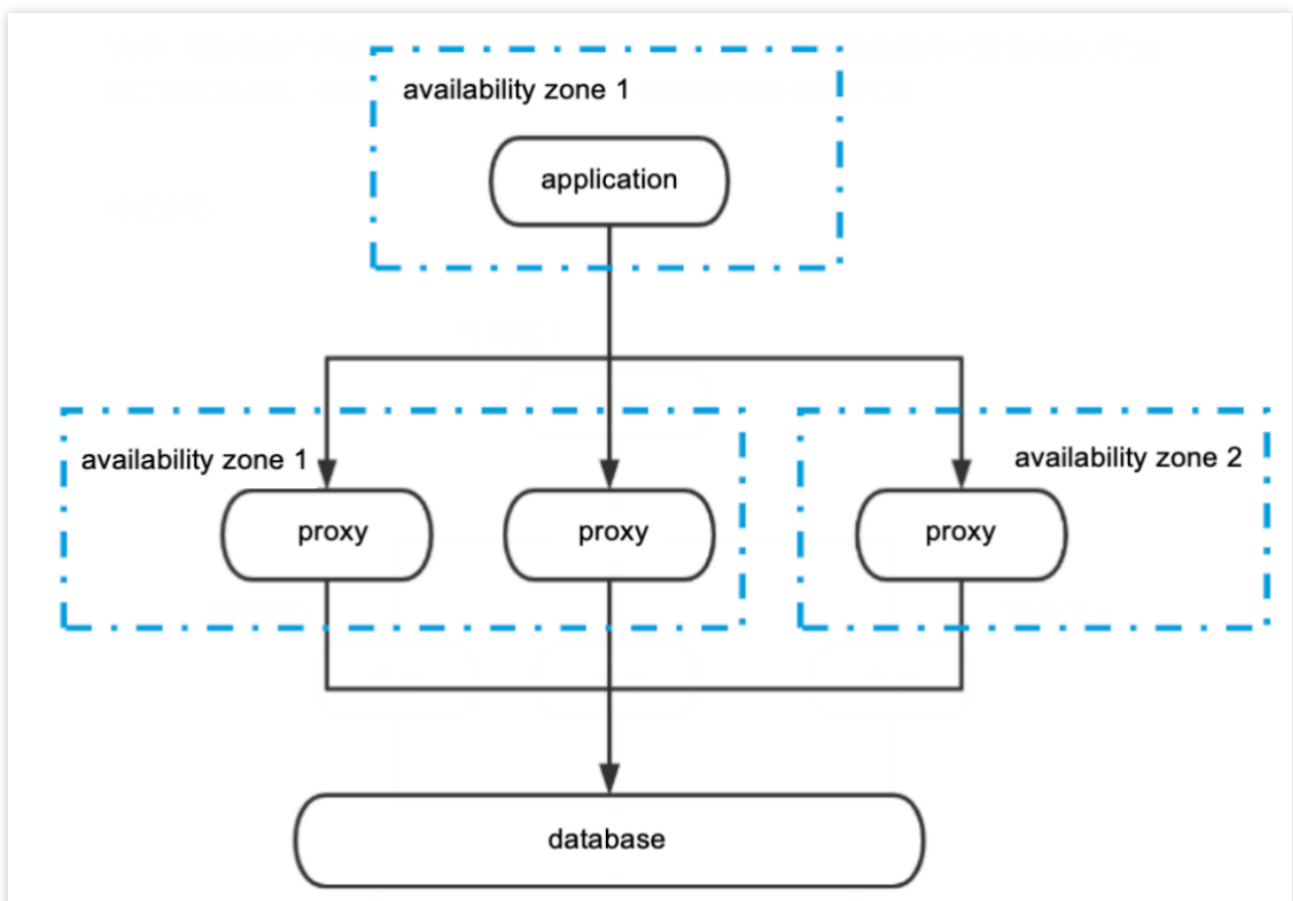 availability zone 1
application
availability zone 1
availability zone 2
proxy
proxy
proxy
database